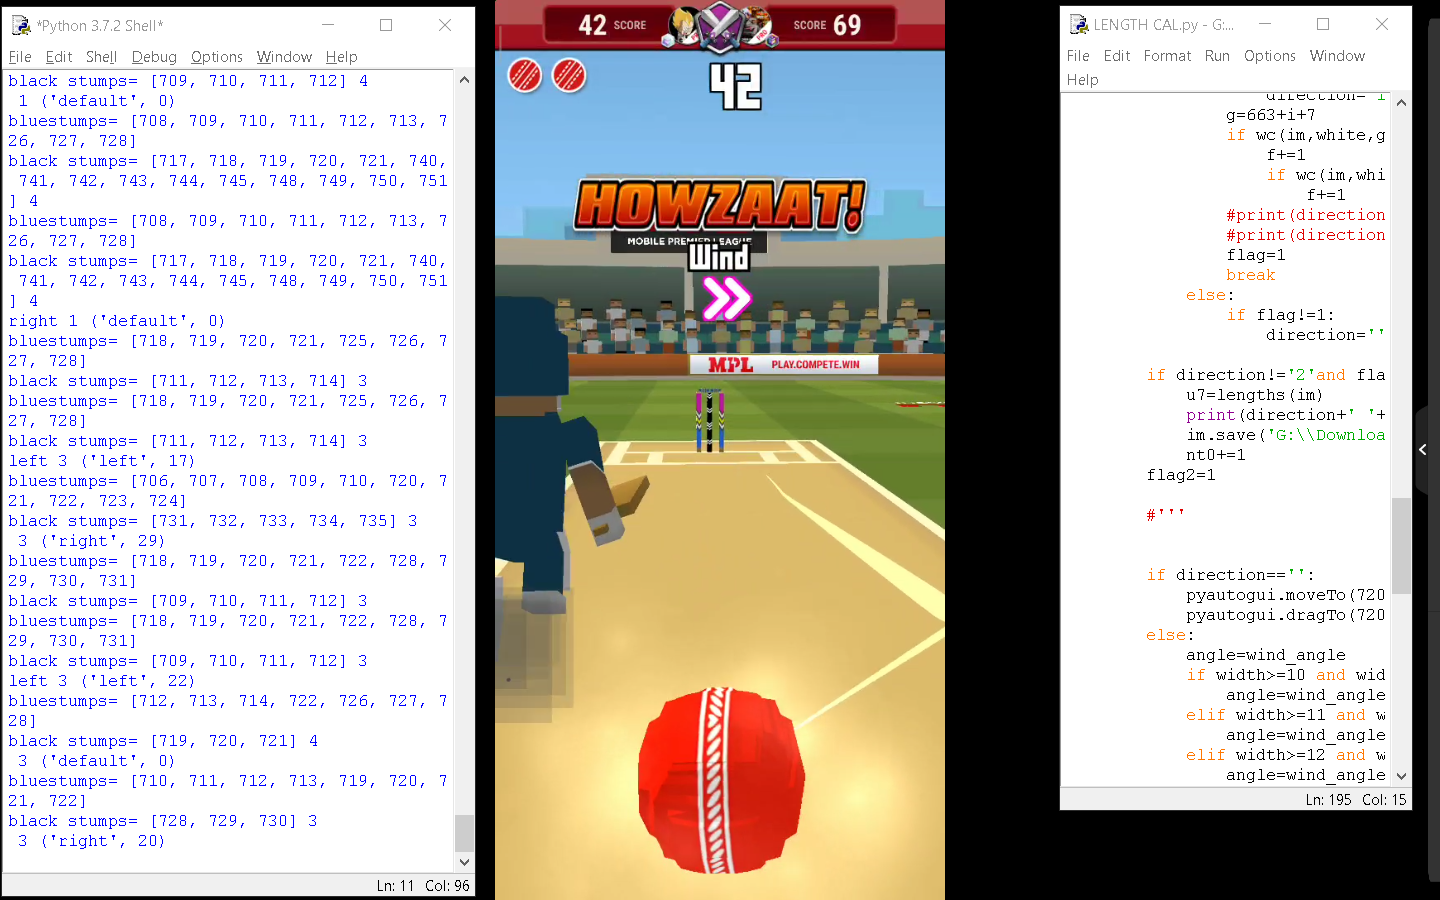 *Python 3.7.2 Shell*
File Edit Shell Debug Options Window Help
black stumps= [709, 710, 711, 712] 4
 1 ('default', 0)
bluestumps= [708, 709, 710, 711, 712, 713, 7
26, 727, 728]
black stumps= [717, 718, 719, 720, 721, 740,
 741, 742, 743, 744, 745, 748, 749, 750, 751
] 4
bluestumps= [708, 709, 710, 711, 712, 713, 7
26, 727, 728]
black stumps= [717, 718, 719, 720, 721, 740,
 741, 742, 743, 744, 745, 748, 749, 750, 751
] 4
right 1 ('default', 0)
bluestumps= [718, 719, 720, 721, 725, 726, 7
27, 728]
black stumps= [711, 712, 713, 714] 3
bluestumps= [718, 719, 720, 721, 725, 726, 7
27, 728]
black stumps= [711, 712, 713, 714] 3
left 3 ('left', 17)
bluestumps= [706, 707, 708, 709, 710, 720, 7
21, 722, 723, 724]
black stumps= [731, 732, 733, 734, 735] 3
 3 ('right', 29)
bluestumps= [718, 719, 720, 721, 722, 728, 7
29, 730, 731]
black stumps= [709, 710, 711, 712] 3
bluestumps= [718, 719, 720, 721, 722, 728, 7
29, 730, 731]
black stumps= [709, 710, 711, 712] 3
left 3 ('left', 22)
bluestumps= [712, 713, 714, 722, 726, 727, 7
28]
black stumps= [719, 720, 721] 4
 3 ('default', 0)
bluestumps= [710, 711, 712, 713, 719, 720, 7
21, 722]
black stumps= [728, 729, 730] 3
 3 ('right', 20)
Ln: 11 Col: 96
42 SCORE
SCORE 69
42
HOWZAAT!
MOBILE PREMIER LEAGUE
Wind
MPL PLAY.COMPETE.WIN
LENGTH CAL.py - G:...
File Edit Format Run Options Window
Help
direction='i
g=663+i+7
if wc(im,white,g
f+=1
if wc(im,whi
f+=1
#print(direction
#print(direction
flag=1
break
else:
if flag!=1:
direction=''
if direction!='2'and fla
u7=lengths(im)
print(direction+' '+
im.save('G:\\Downloa
nt0+=1
flag2=1
#'''
if direction=='':
pyautogui.moveTo(720
pyautogui.dragTo(720
else:
angle=wind_angle
if width>=10 and wid
angle=wind_angle
elif width>=11 and w
angle=wind_angle
elif width>=12 and w
angle=wind_angle
Ln: 195 Col: 15